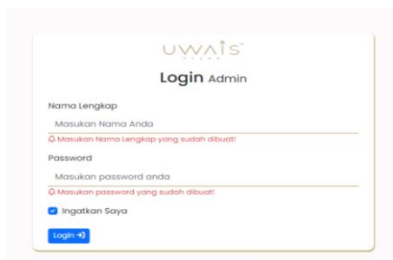 UWAIS
Login Admin
Nama Lengkap
Masukan Nama Anda
Masukan Nama Lengkap yang sudah dibuat!
Password
Masukan password anda
Masukan password yang sudah dibuat!
Ingatkan Saya
Login